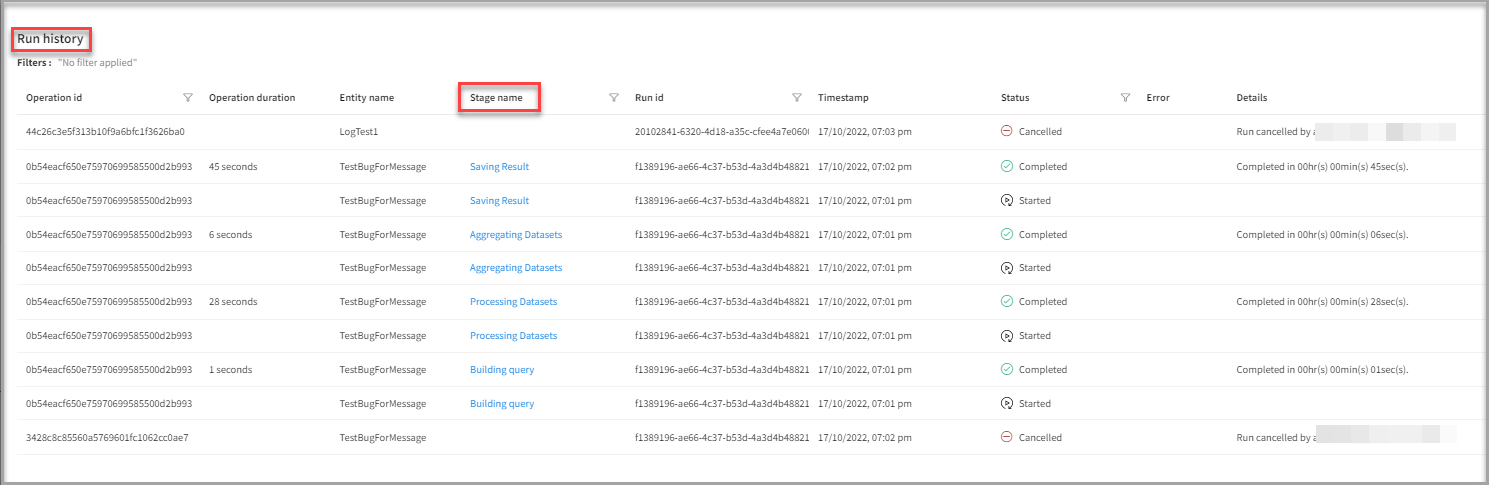 Run history
Filters : "No filter applied"
Operation id Operation duration Entity name Stage name Run id Timestamp Status Error Details
44c26c3e5f313b10f9a6bfc1f3626ba0 LogTest1 20102841-6320-4d18-a35c-cfee4a7e060 17/10/2022, 07:03 pm Cancelled Run cancelled by
0b54eacf650e75970699585500d2b993 45 seconds TestBugForMessage Saving Result f1389196-ae66-4c37-b53d-4a3d4b48821 17/10/2022, 07:02 pm Completed Completed in 00hr(s) 00min(s) 45sec(s).
0b54eacf650e75970699585500d2b993 TestBugForMessage Saving Result f1389196-ae66-4c37-b53d-4a3d4b48821 17/10/2022, 07:01 pm Started
0b54eacf650e75970699585500d2b993 6 seconds TestBugForMessage Aggregating Datasets f1389196-ae66-4c37-b53d-4a3d4b48821 17/10/2022, 07:01 pm Completed Completed in 00hr(s) 00min(s) 06sec(s).
0b54eacf650e75970699585500d2b993 TestBugForMessage Aggregating Datasets f1389196-ae66-4c37-b53d-4a3d4b48821 17/10/2022, 07:01 pm Started
0b54eacf650e75970699585500d2b993 28 seconds TestBugForMessage Processing Datasets f1389196-ae66-4c37-b53d-4a3d4b48821 17/10/2022, 07:01 pm Completed Completed in 00hr(s) 00min(s) 28sec(s).
0b54eacf650e75970699585500d2b993 TestBugForMessage Processing Datasets f1389196-ae66-4c37-b53d-4a3d4b48821 17/10/2022, 07:01 pm Started
0b54eacf650e75970699585500d2b993 1 seconds TestBugForMessage Building query f1389196-ae66-4c37-b53d-4a3d4b48821 17/10/2022, 07:01 pm Completed Completed in 00hr(s) 00min(s) 01sec(s).
0b54eacf650e75970699585500d2b993 TestBugForMessage Building query f1389196-ae66-4c37-b53d-4a3d4b48821 17/10/2022, 07:01 pm Started
3428c8c85560a5769601fc1062cc0ae7 TestBugForMessage f1389196-ae66-4c37-b53d-4a3d4b48821 17/10/2022, 07:02 pm Cancelled Run cancelled by